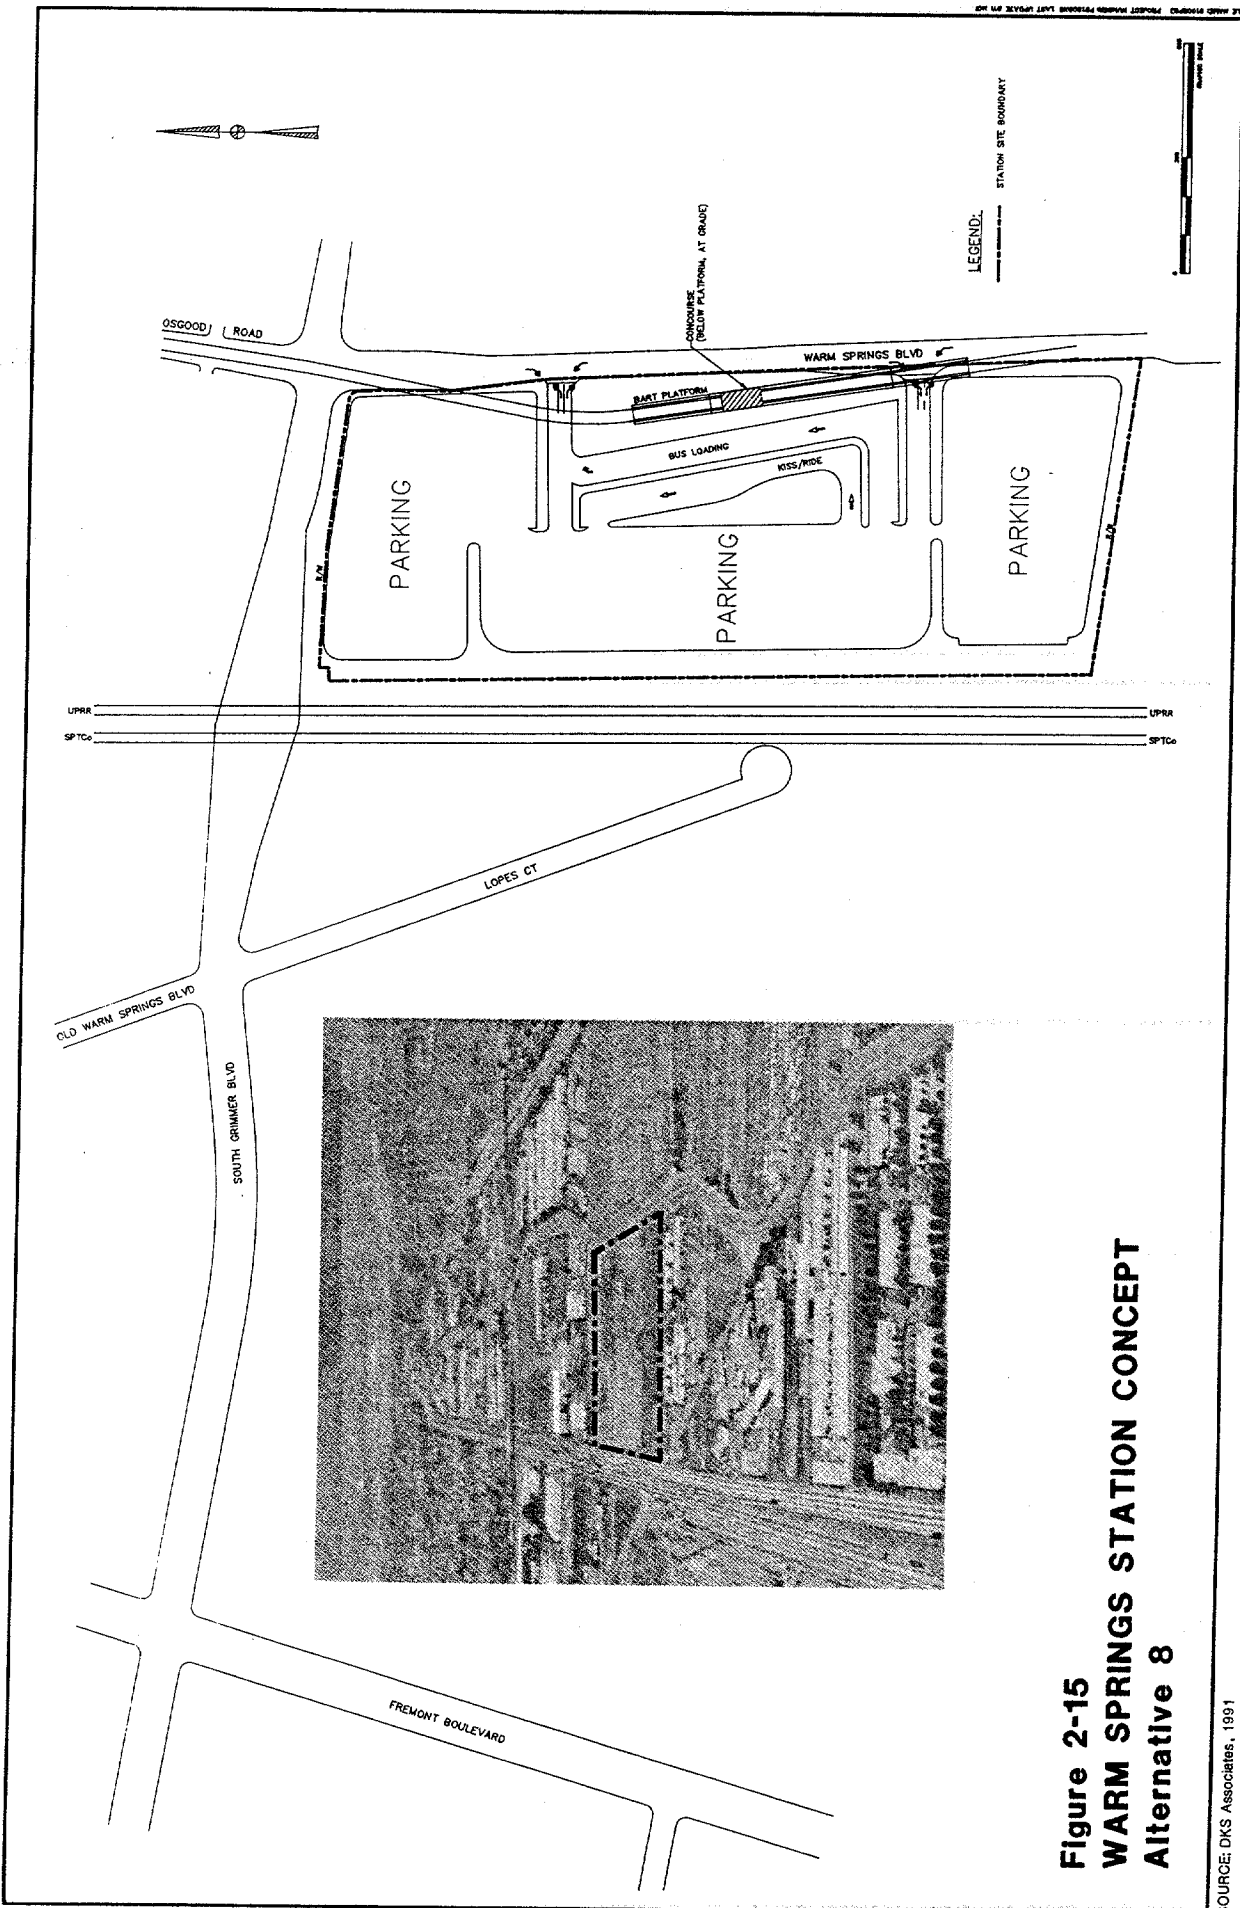 OSGOOD
ROAD
CONCOURSE
(BELOW PLATFORM, AT GRADE)
LEGEND:
STATION SITE BOUNDARY
WARM SPRINGS BLVD
BART PLATFORM
BUS LOADING
KISS/RIDE
PARKING
PARKING
PARKING
R/W
R/W
UPRR
UPRR
SPTCo
SPTCo
LOPES CT
OLD WARM SPRINGS BLVD
SOUTH GRIMMER BLVD
FREMONT BOULEVARD
Figure 2-15
WARM SPRINGS STATION CONCEPT
Alternative 8
OURCE: DKS Associates, 1991